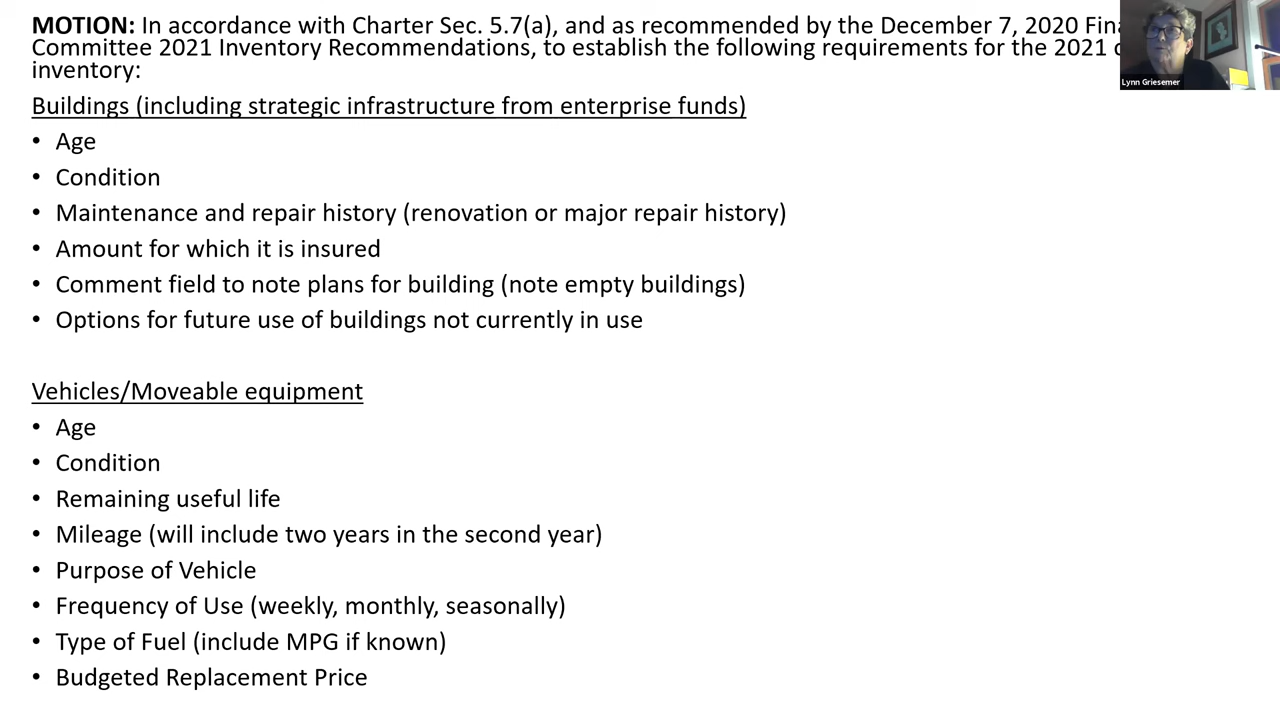 MOTION: In accordance with Charter Sec. 5.7(a), and as recommended by the December 7, 2020
Committee 2021 Inventory Recommendations, to establish the following requirements for the 2021
inventory:
Lynn Griesemer
Buildings (including strategic infrastructure from enterprise funds)
• Age
• Condition
• Maintenance and repair history (renovation or major repair history)
• Amount for which it is insured
• Comment field to note plans for building (note empty buildings)
• Options for future use of buildings not currently in use
Vehicles/Moveable equipment
• Age
• Condition
• Remaining useful life
• Mileage (will include two years in the second year)
• Purpose of Vehicle
• Frequency of Use (weekly, monthly, seasonally)
• Type of Fuel (include MPG if known)
• Budgeted Replacement Price